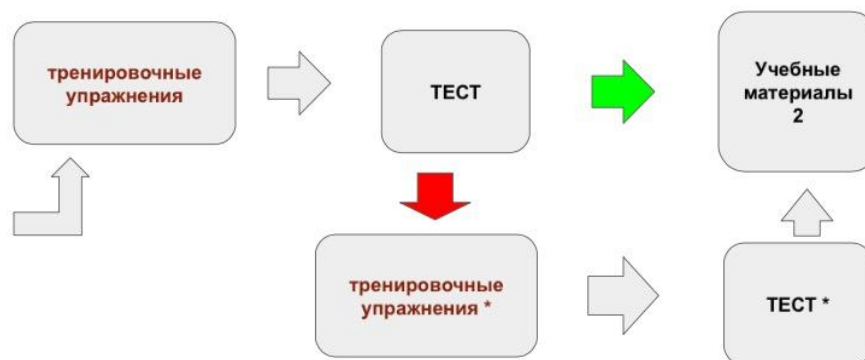 тренировочные
упражнения
ТЕСТ
Учебные
материалы
2
тренировочные
упражнения *
ТЕСТ *